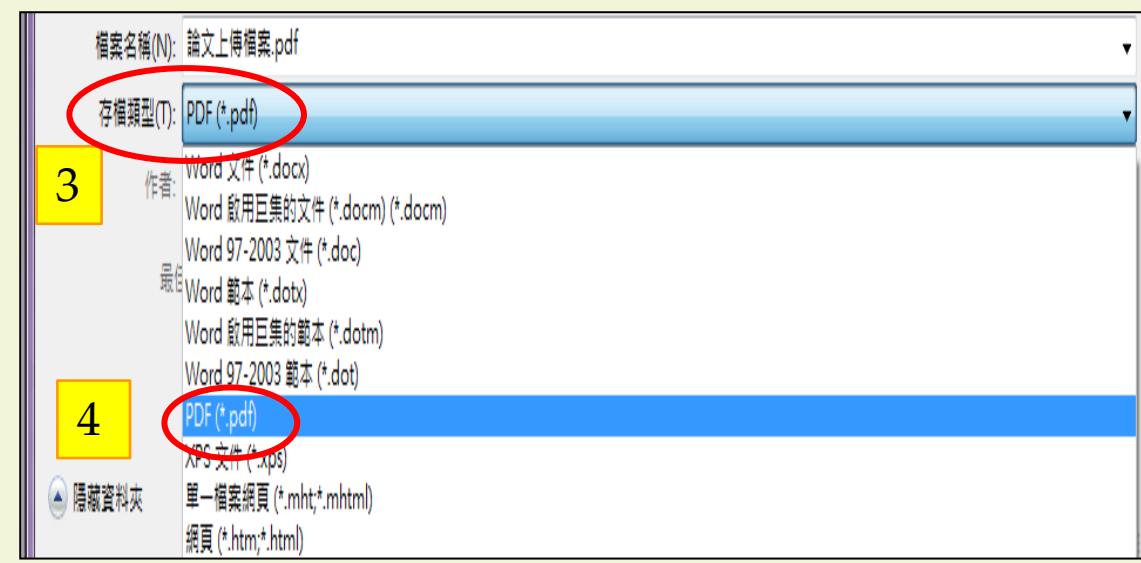 檔案名稱(N): 論文上傳檔案.pdf
存檔類型(T): PDF (*.pdf)
3
作者:
Word 文件 (*.docx)
Word 啟用巨集的文件 (*.docm) (*.docm)
Word 97-2003 文件 (*.doc)
最佳
Word 範本 (*.dotx)
Word 啟用巨集的範本 (*.dotm)
Word 97-2003 範本 (*.dot)
4
PDF (*.pdf)
XPS 文件 (*.xps)
隱藏資料夾
單一檔案網頁 (*.mht;*.mhtml)
網頁 (*.htm;*.html)